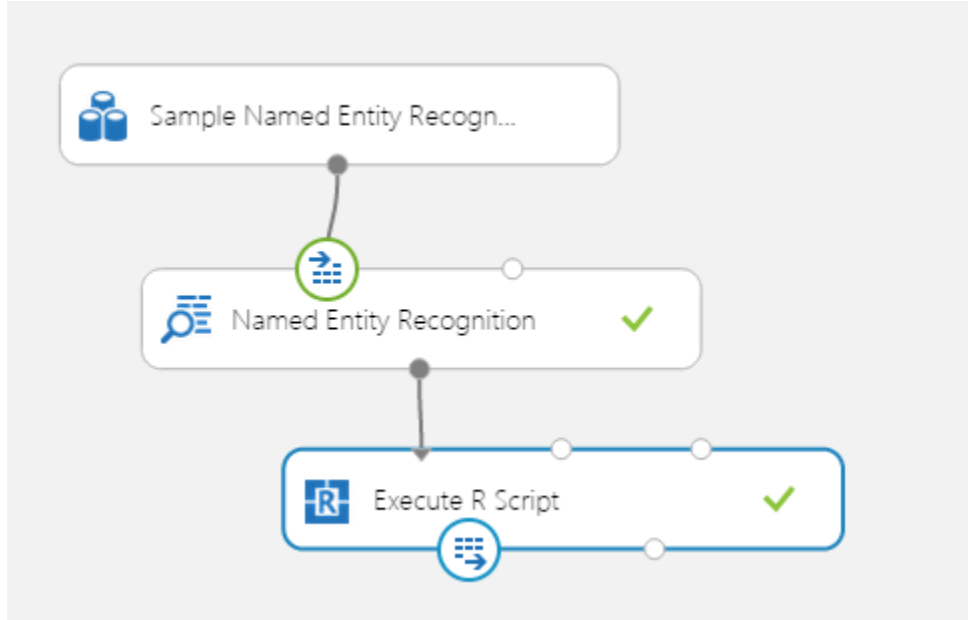 Sample Named Entity Recogn...
Named Entity Recognition
R
Execute R Script